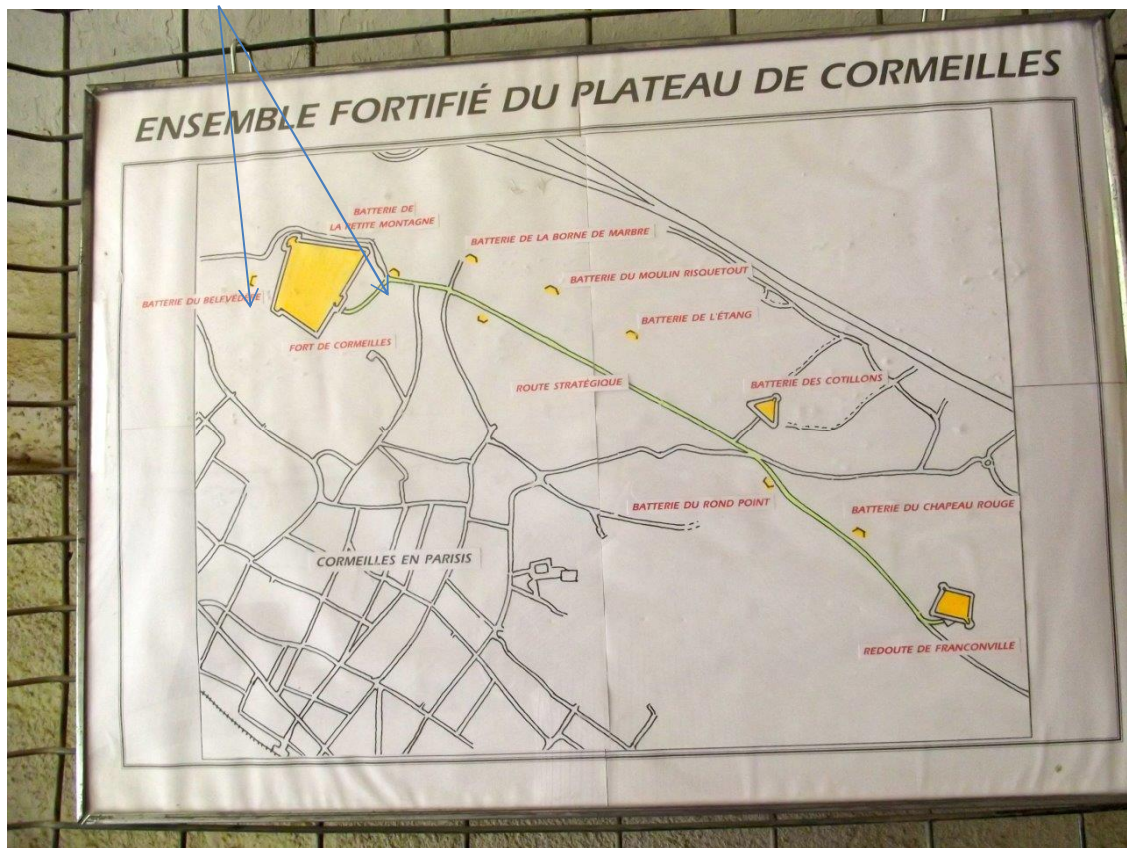 ENSEMBLE FORTIFIÉ DU PLATEAU DE CORMEILLES
BATTERIE DE
LA PETITE MONTAGNE
BATTERIE DE LA BORNE DE MARBRE
BATTERIE DU MOULIN RISQUETOUT
BATTERIE DU BELVÉDÈRE
BATTERIE DE L'ÉTANG
FORT DE CORMEILLES
ROUTE STRATÉGIQUE
BATTERIE DES COTILLONS
BATTERIE DU ROND POINT
BATTERIE DU CHAPEAU ROUGE
CORMEILLES EN PARISIS
REDOUTE DE FRANCONVILLE